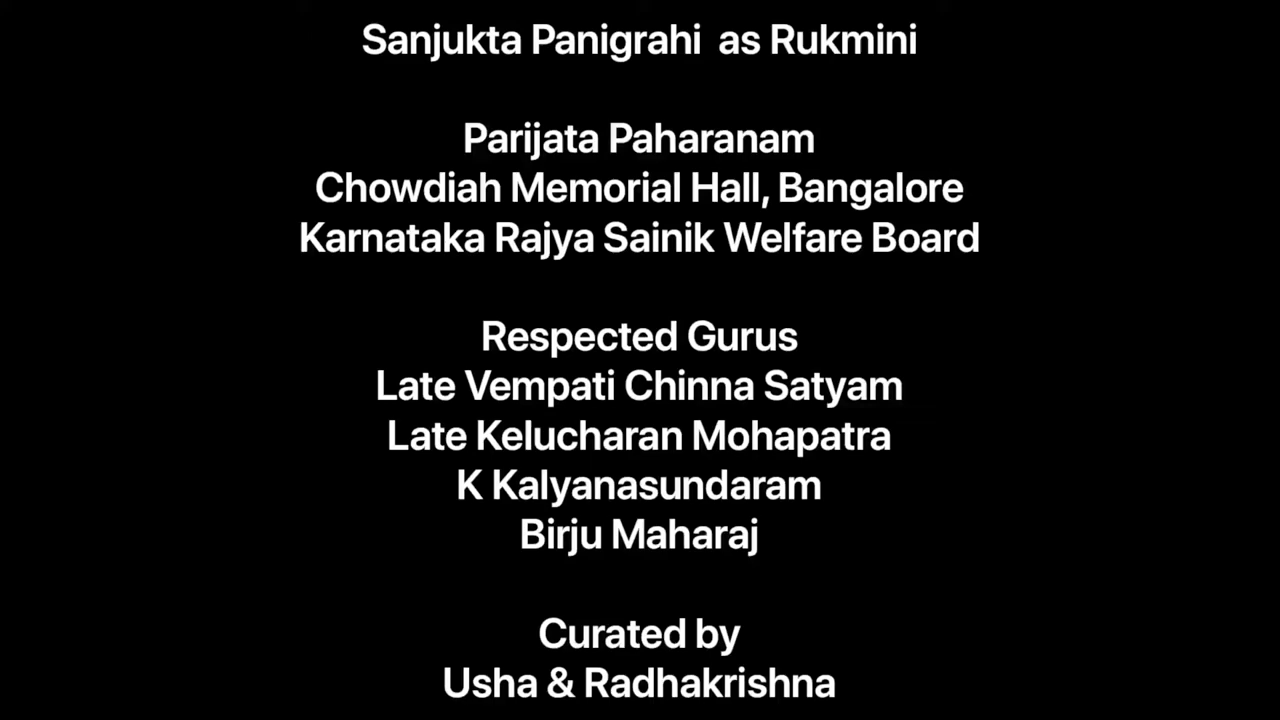 Sanjukta Panigrahi  as Rukmini
Parijata Paharanam
Chowdiah Memorial Hall, Bangalore
Karnataka Rajya Sainik Welfare Board
Respected Gurus
Late Vempati Chinna Satyam
Late Kelucharan Mohapatra
K Kalyanasundaram
Birju Maharaj
Curated by
Usha & Radhakrishna